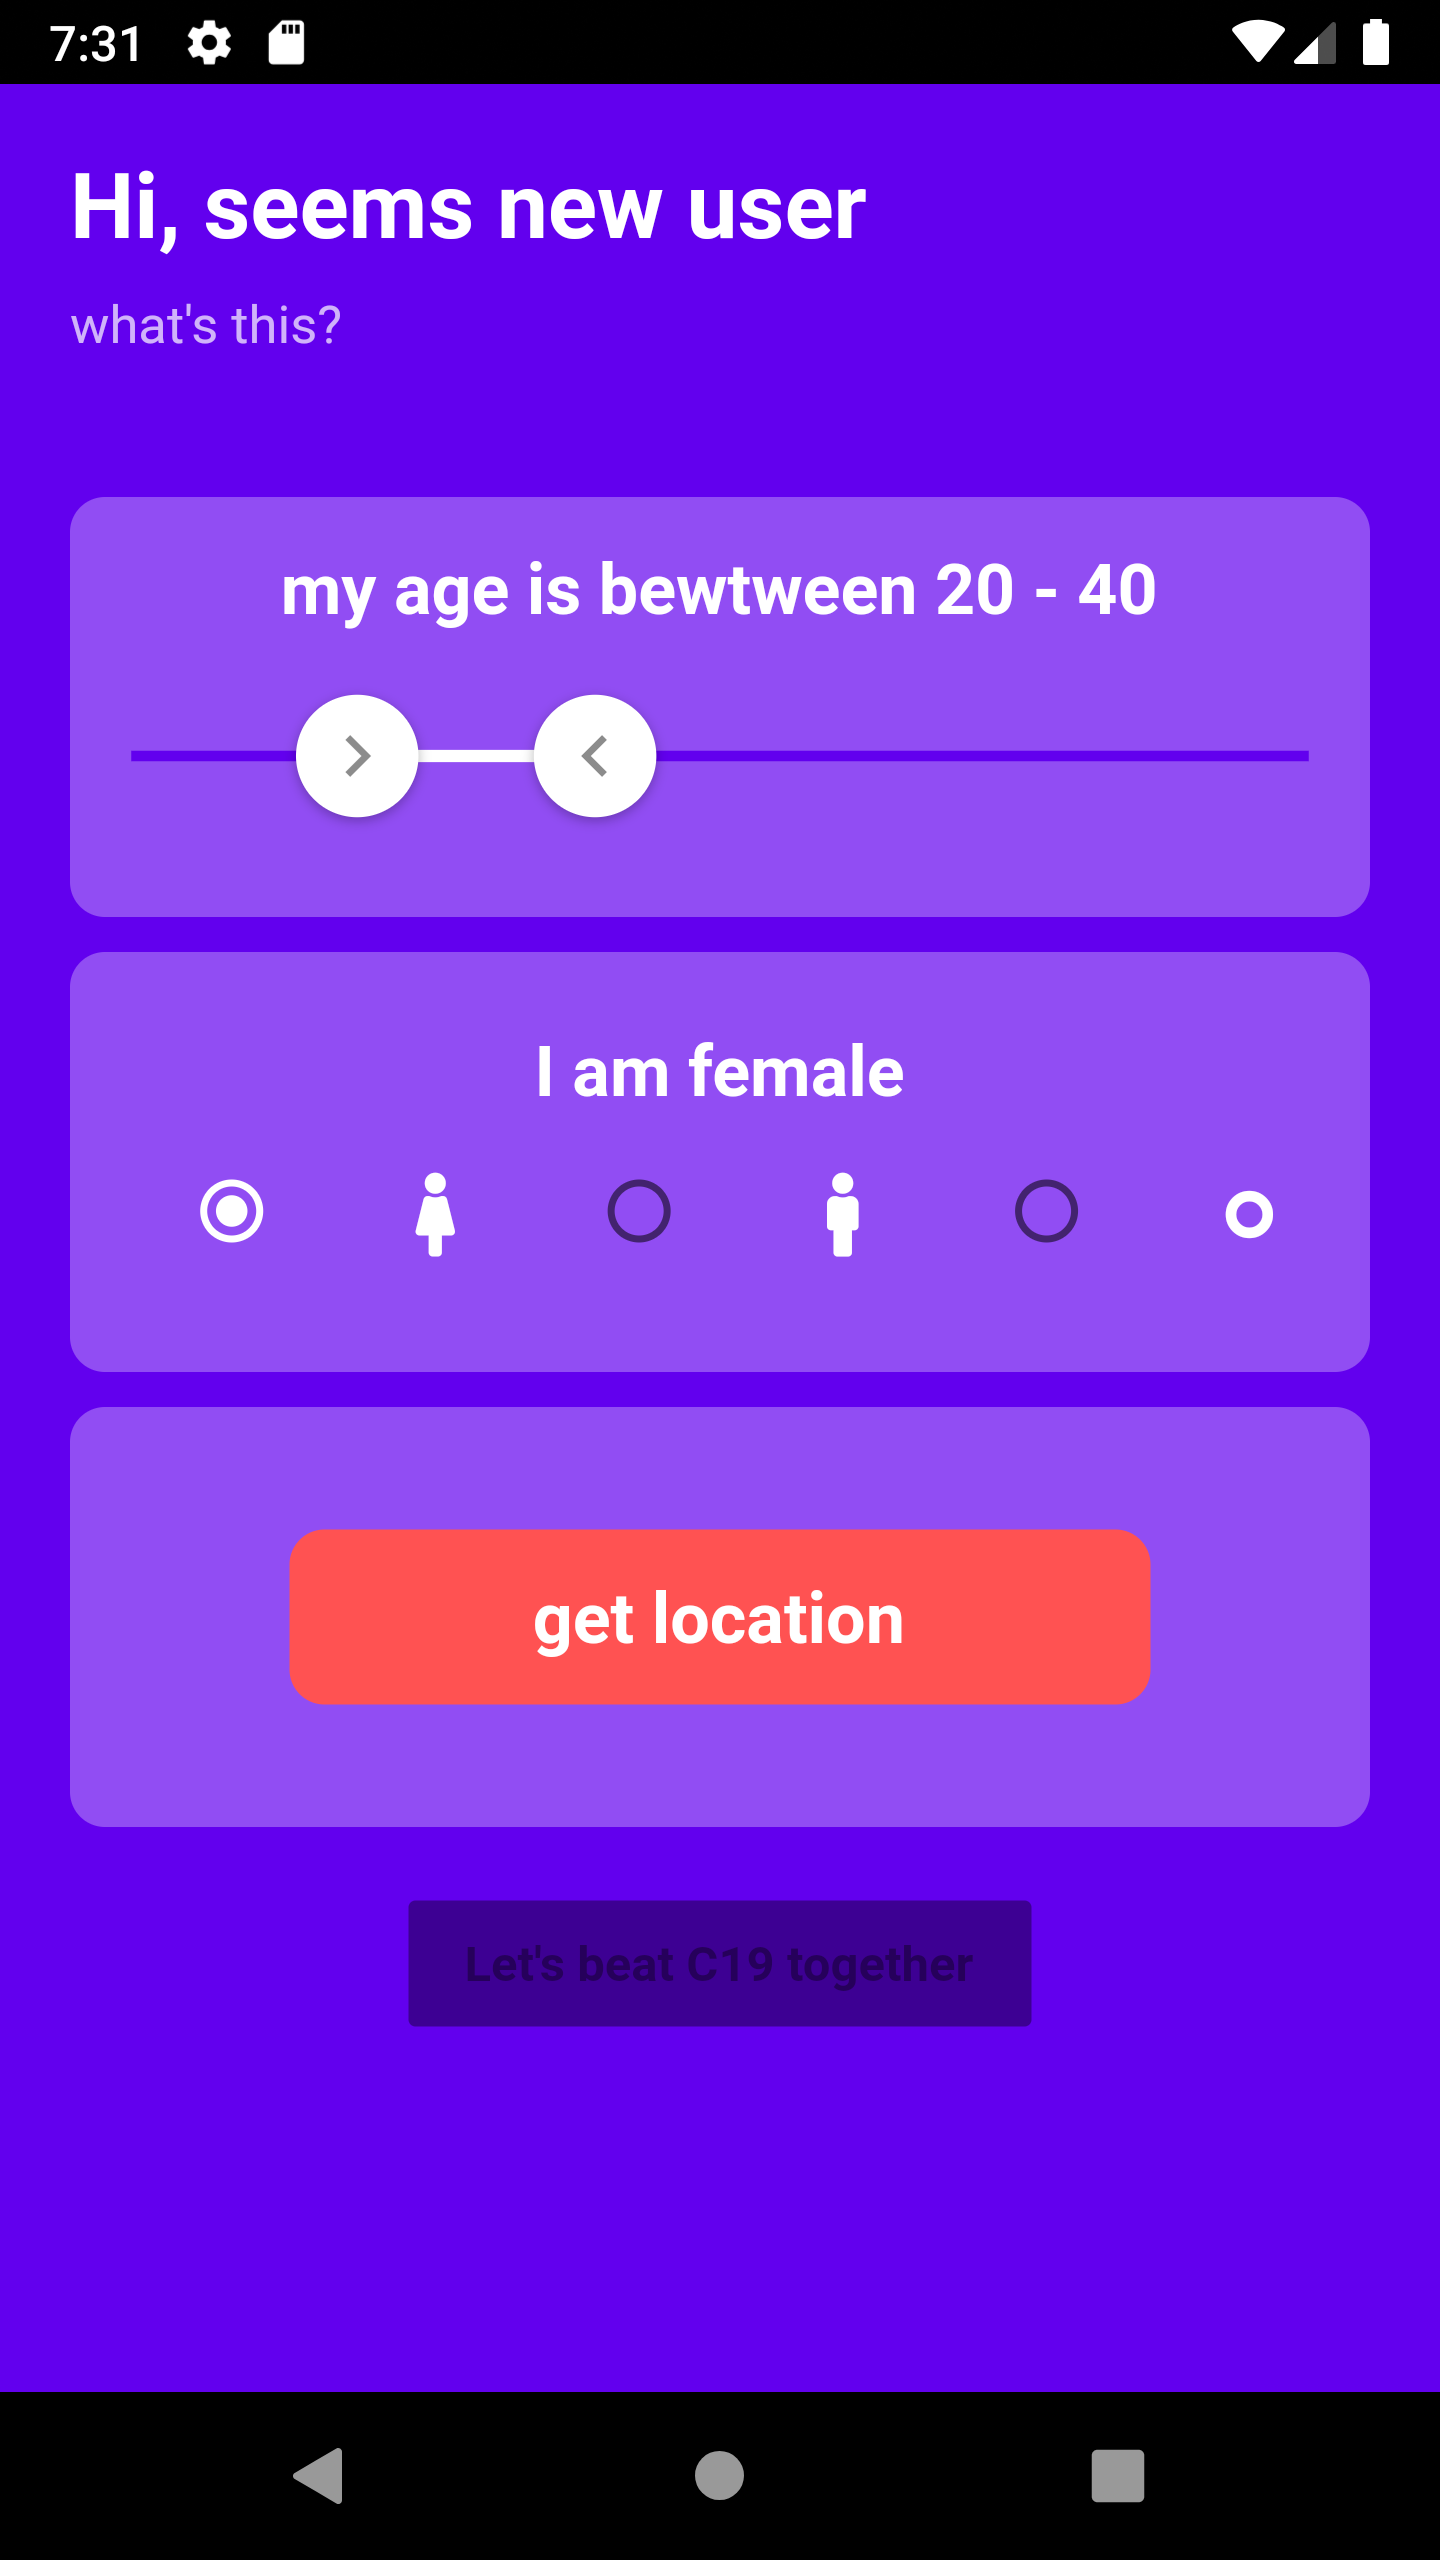 7:31
Hi, seems new user
what's this?
my age is bewtween 20 - 40
I am female
get location
Let's beat C19 together